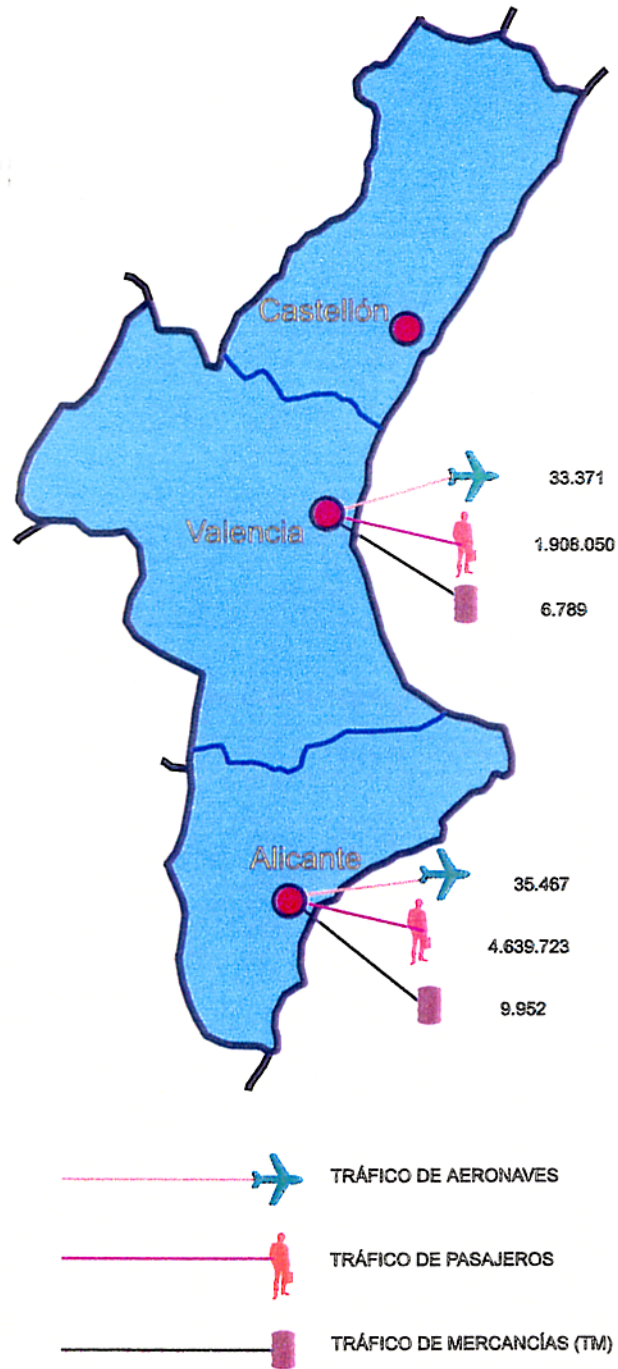 Castellón
33.371
Valencia
1.908.050
6.789
Alicante
35.467
4.639.723
9.952
TRÁFICO DE AERONAVES
TRÁFICO DE PASAJEROS
TRÁFICO DE MERCANCÍAS (TM)